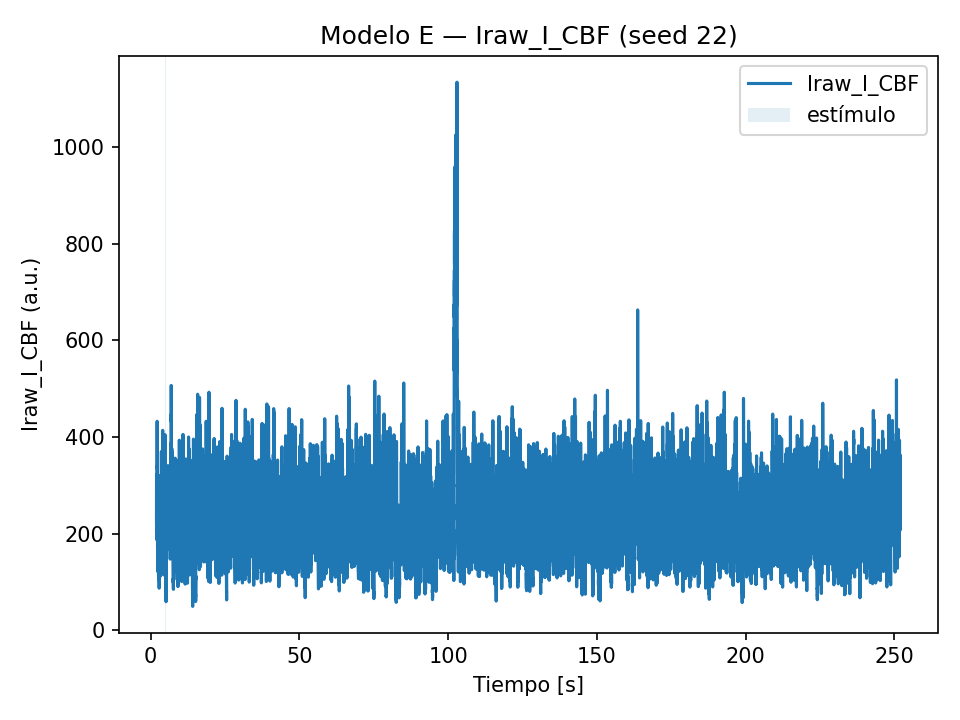 Modelo E — Iraw_I_CBF (seed 22)
Iraw_I_CBF
estímulo
Iraw_I_CBF (a.u.)
1000
800
600
400
200
0
0 50 100 150 200 250
Tiempo [s]